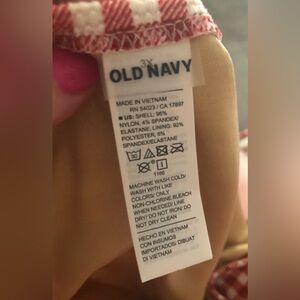 3X
OLD NAVY
MADE IN VIETNAM
RN 54023 / CA 17897
■ US: SHELL: 96%
NYLON, 4% SPANDEX/
ELASTANE, LINING: 92%
POLYESTER, 8%
SPANDEX/ELASTANE
1166
MACHINE WASH COLD/
WASH WITH LIKE
COLORS/ ONLY
NON-CHLORINE BLEACH
WHEN NEEDED/ LINE
DRY/ DO NOT IRON/ DO
NOT DRY CLEAN
HECHO EN VIETNAM
CON INSUMOS
IMPORTADOS/ DIBUAT
DI VIETNAM